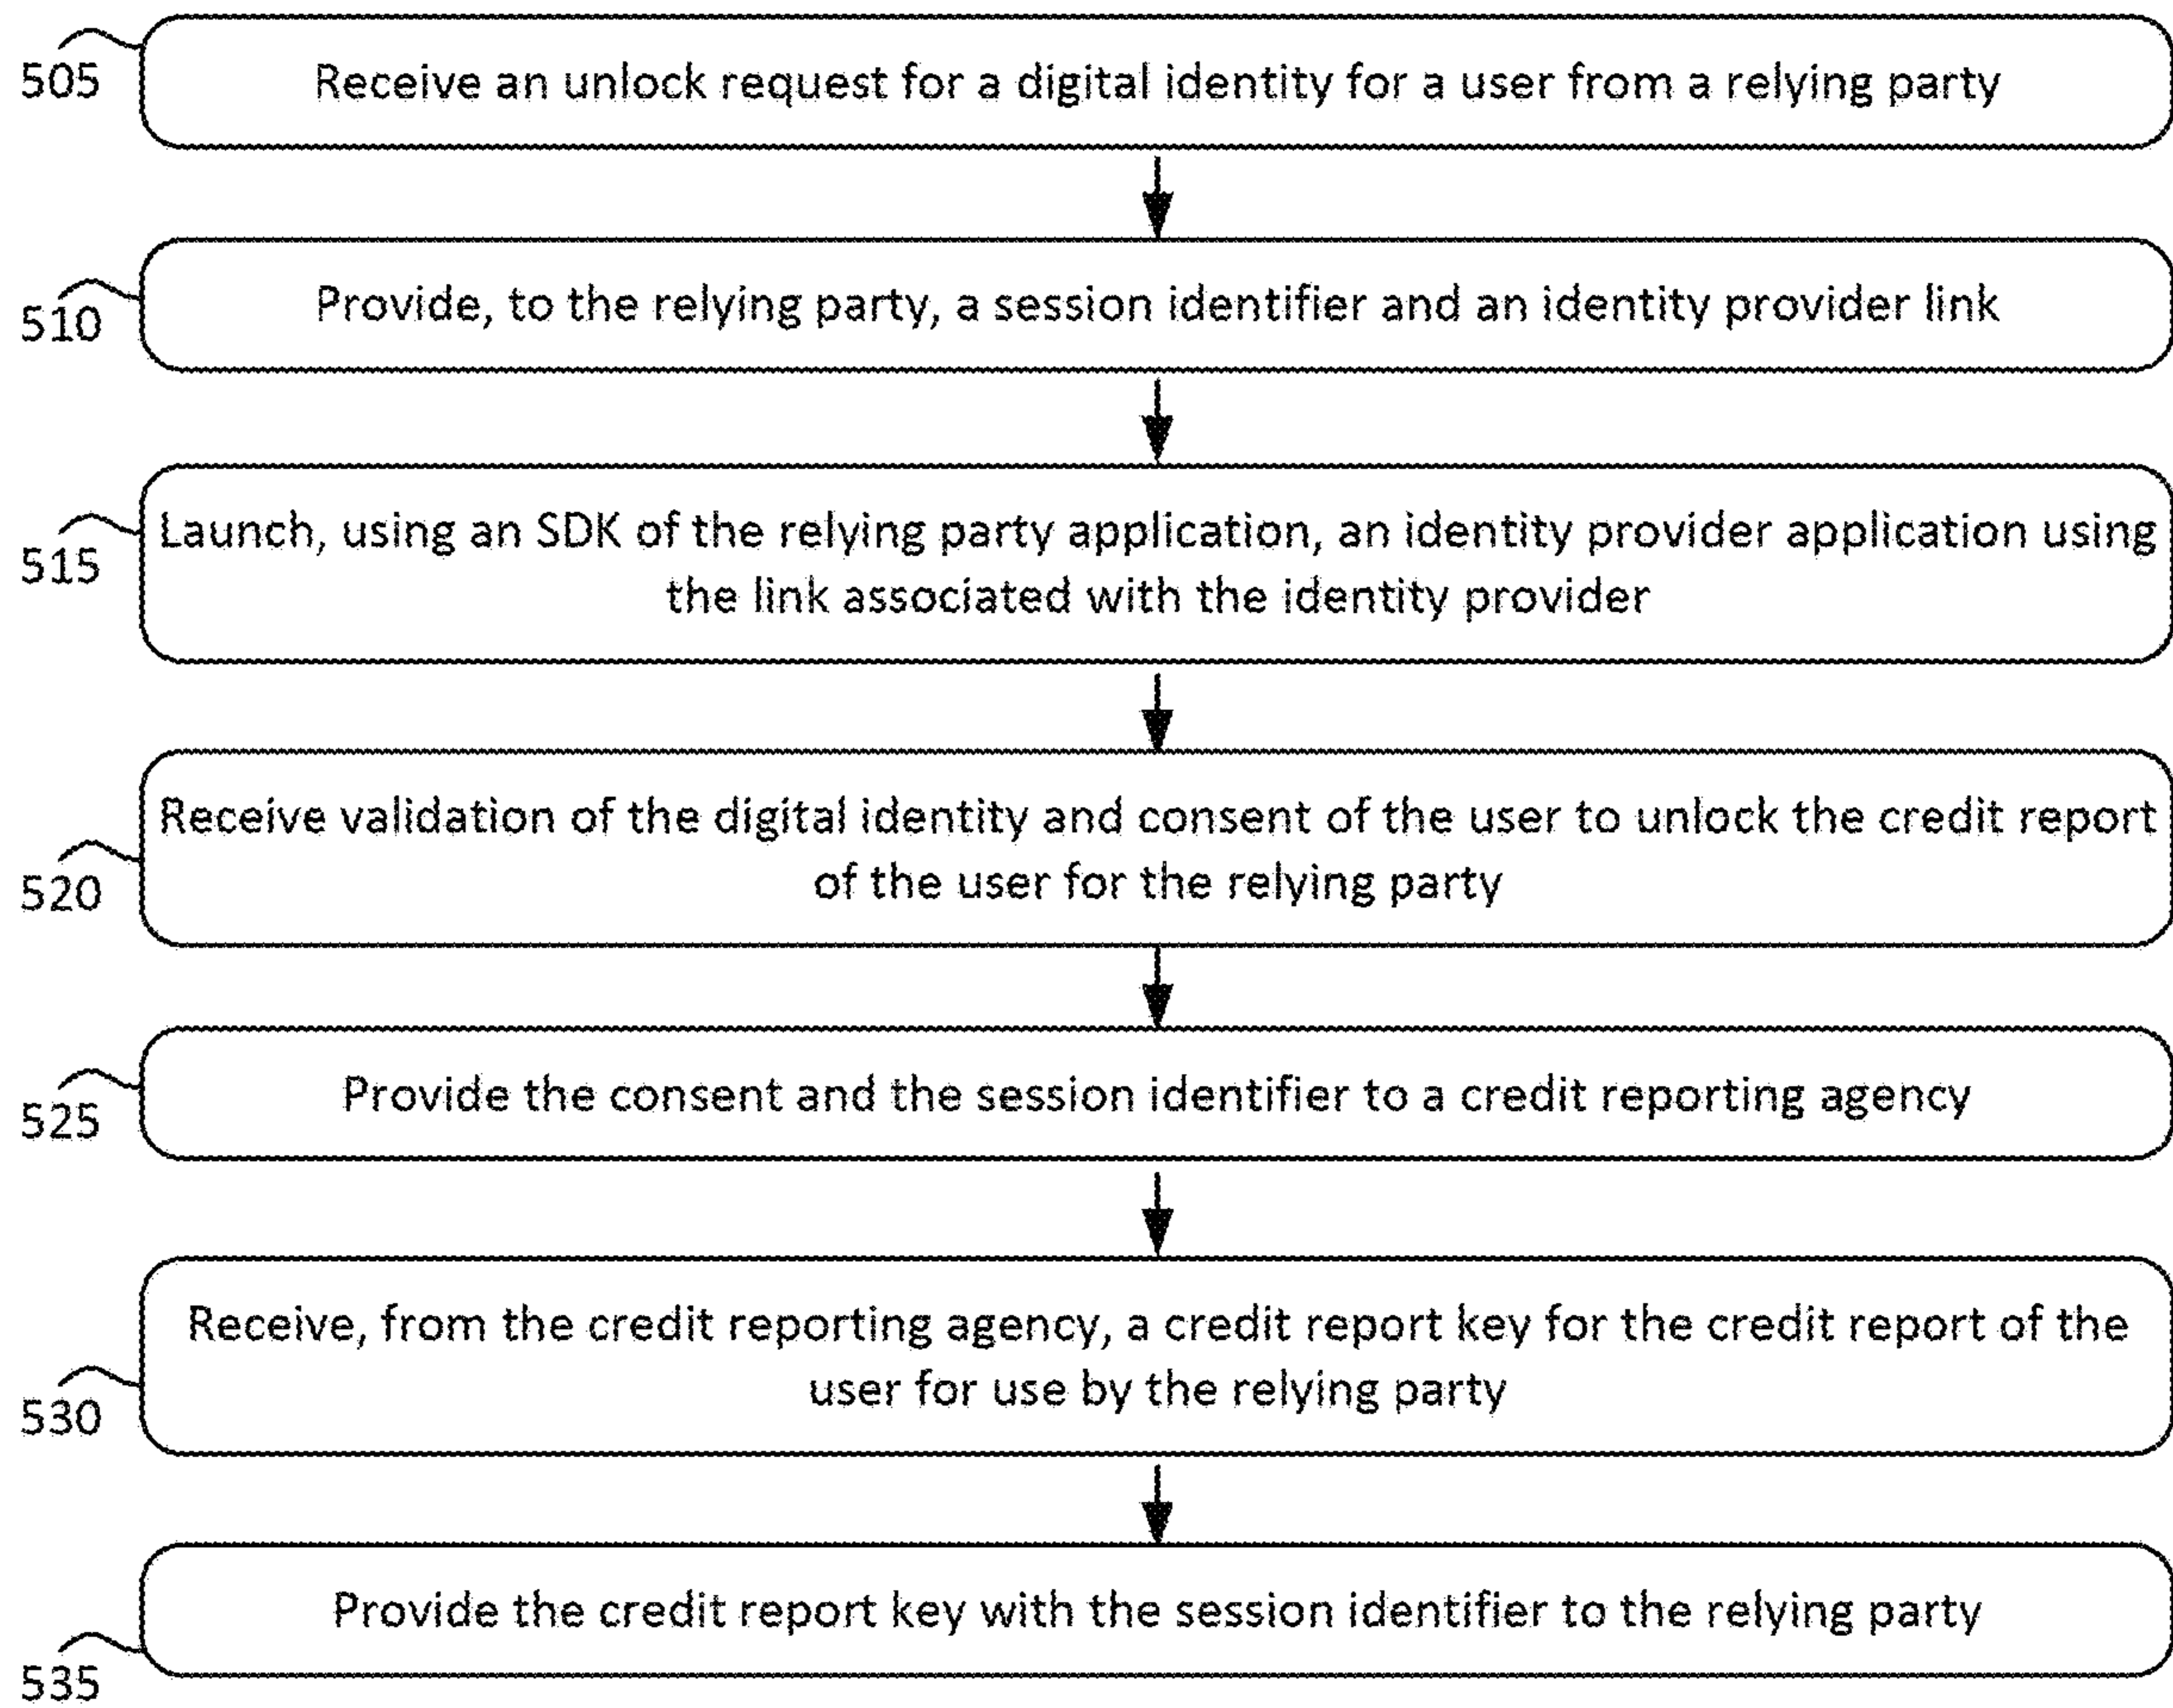 505
Receive an unlock request for a digital identity for a user from a relying party
510
Provide, to the relying party, a session identifier and an identity provider link
515
Launch, using an SDK of the relying party application, an identity provider application using
the link associated with the identity provider
520
Receive validation of the digital identity and consent of the user to unlock the credit report
of the user for the relying party
525
Provide the consent and the session identifier to a credit reporting agency
530
Receive, from the credit reporting agency, a credit report key for the credit report of the
user for use by the relying party
535
Provide the credit report key with the session identifier to the relying party